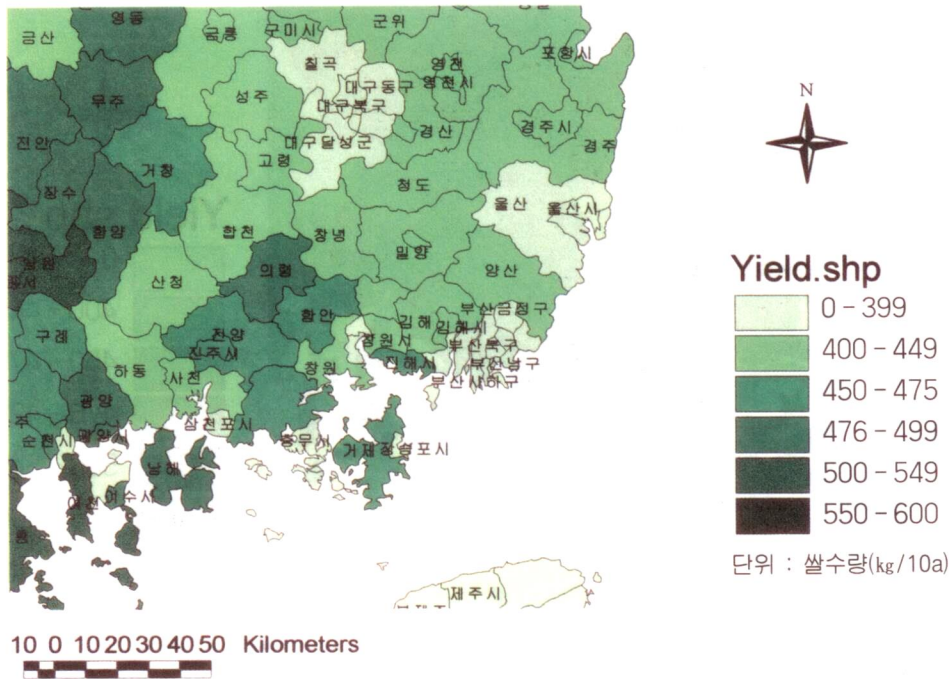 영동
금산
금릉
구미시
군위
칠곡
영천
포항시
무주
성주
대구동구
영천시
대구북구
진안
거창
대구달성군
경산
경주시
경주
고령
장수
청도
울산
울산시
함양
합천
창녕
밀양
산청
의령
양산
구례
함안
김해
부산금정구
김해시
진양
창원시
부산북구
진주시
진해시
부산남구
하동
사천
창원
부산사하구
광양
삼천포시
순천시
광양시
충무시
거제장승포시
남해
여천
여수시
제주시
N
Yield.shp
0 - 399
400 - 449
450 - 475
476 - 499
500 - 549
550 - 600
단위 : 쌀수량(kg/10a)
10 0 10 20 30 40 50 Kilometers